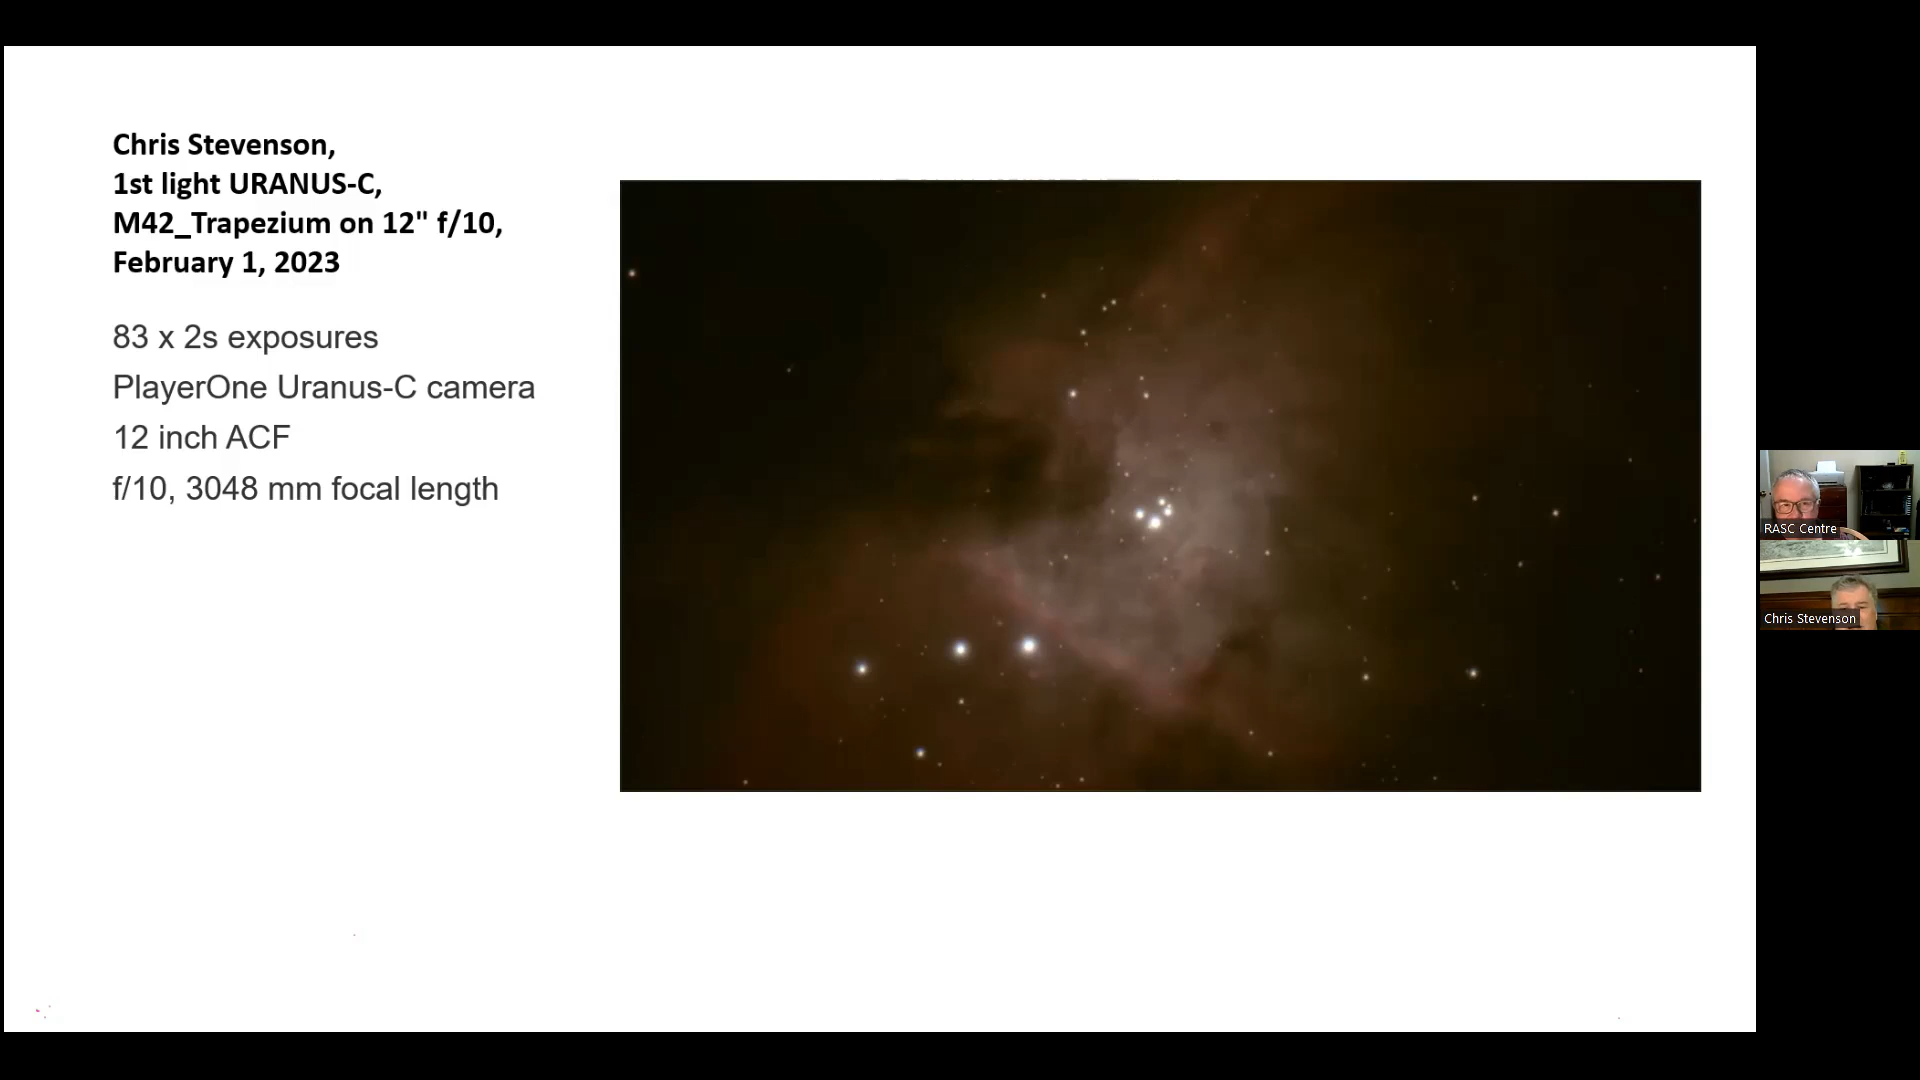 Chris Stevenson,
1st light URANUS-C,
M42_Trapezium on 12" f/10,
February 1, 2023
83 x 2s exposures
PlayerOne Uranus-C camera
12 inch ACF
f/10, 3048 mm focal length
RASC Centre
Chris Stevenson